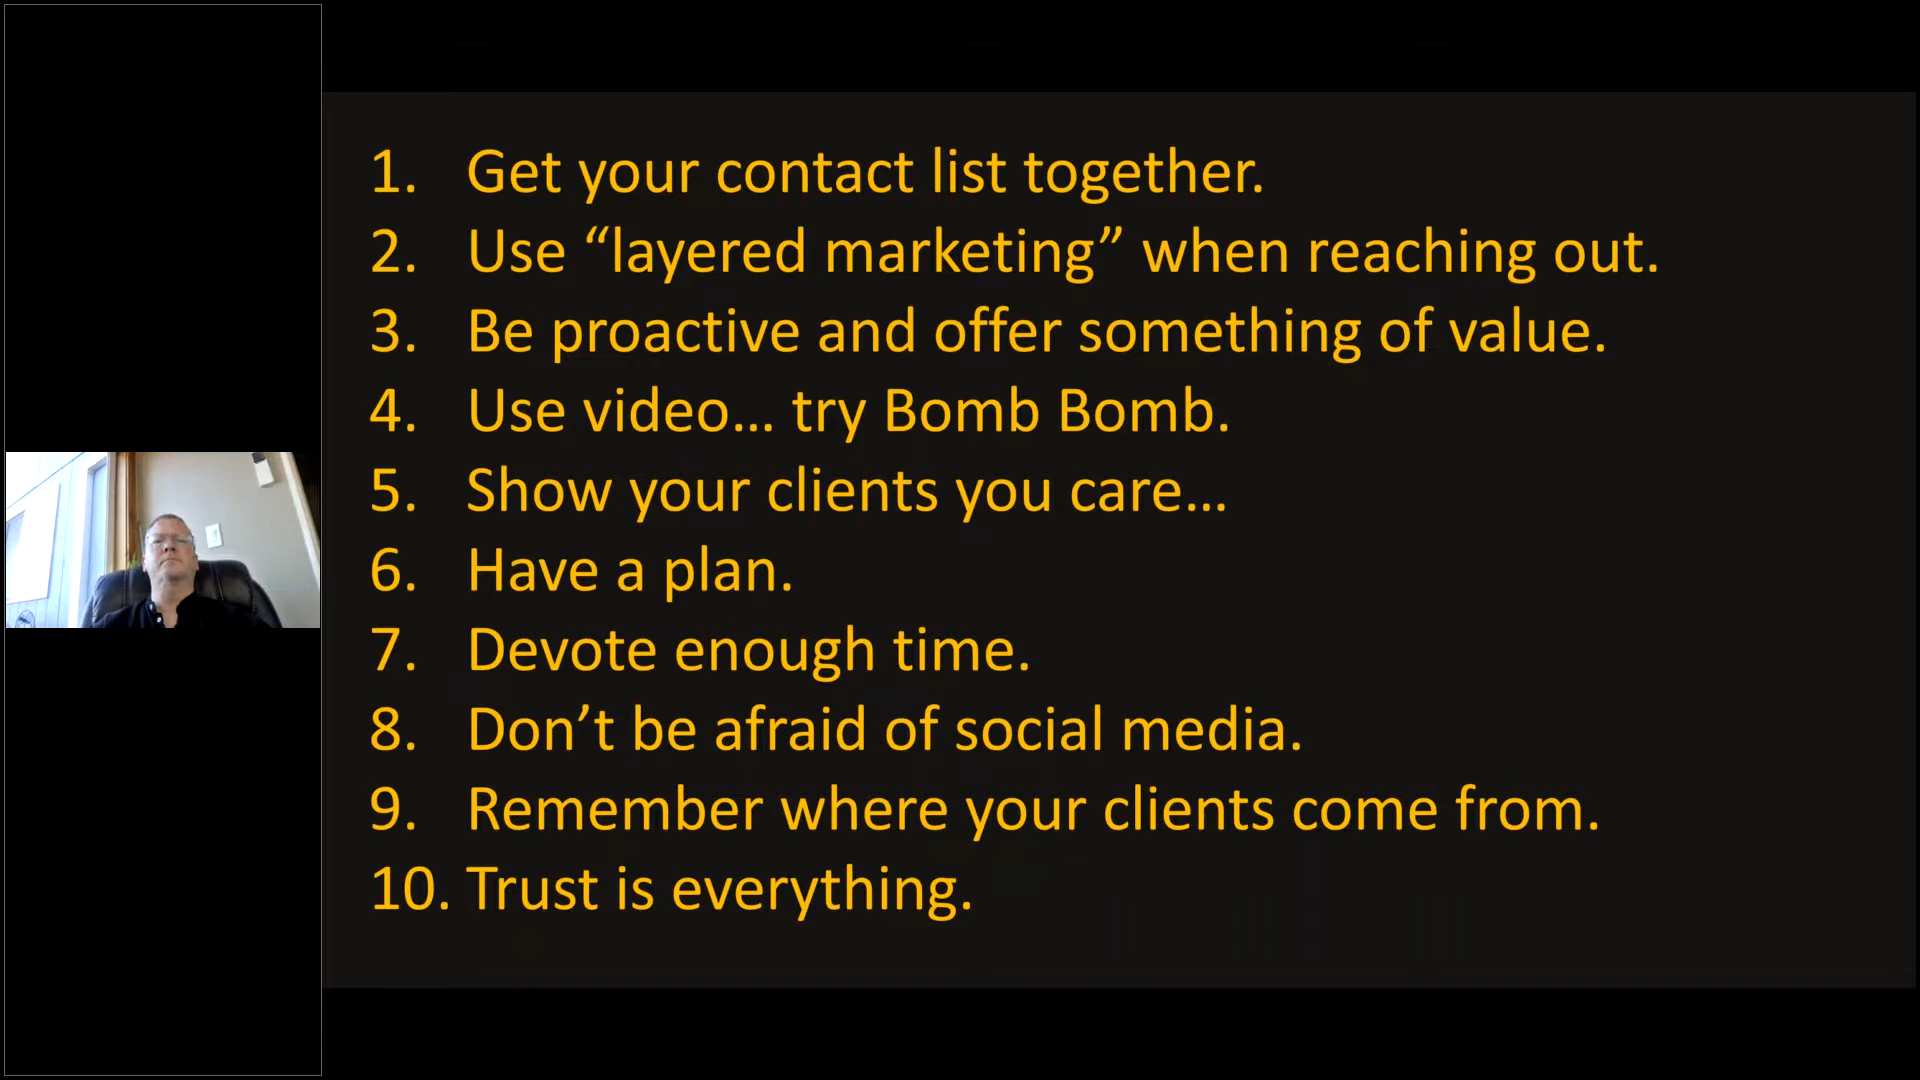 1. Get your contact list together.
2. Use “layered marketing” when reaching out.
3. Be proactive and offer something of value.
4. Use video… try Bomb Bomb.
5. Show your clients you care…
6. Have a plan.
7. Devote enough time.
8. Don’t be afraid of social media.
9. Remember where your clients come from.
10. Trust is everything.